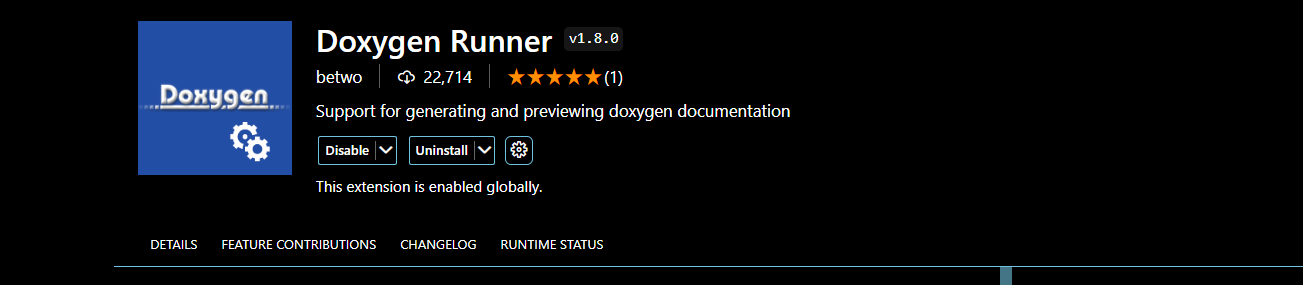 Doxygen
Doxygen Runner v1.8.0
betwo 22,714 ★★★★★(1)
Support for generating and previewing doxygen documentation
Disable Uninstall
This extension is enabled globally.
DETAILS FEATURE CONTRIBUTIONS CHANGELOG RUNTIME STATUS